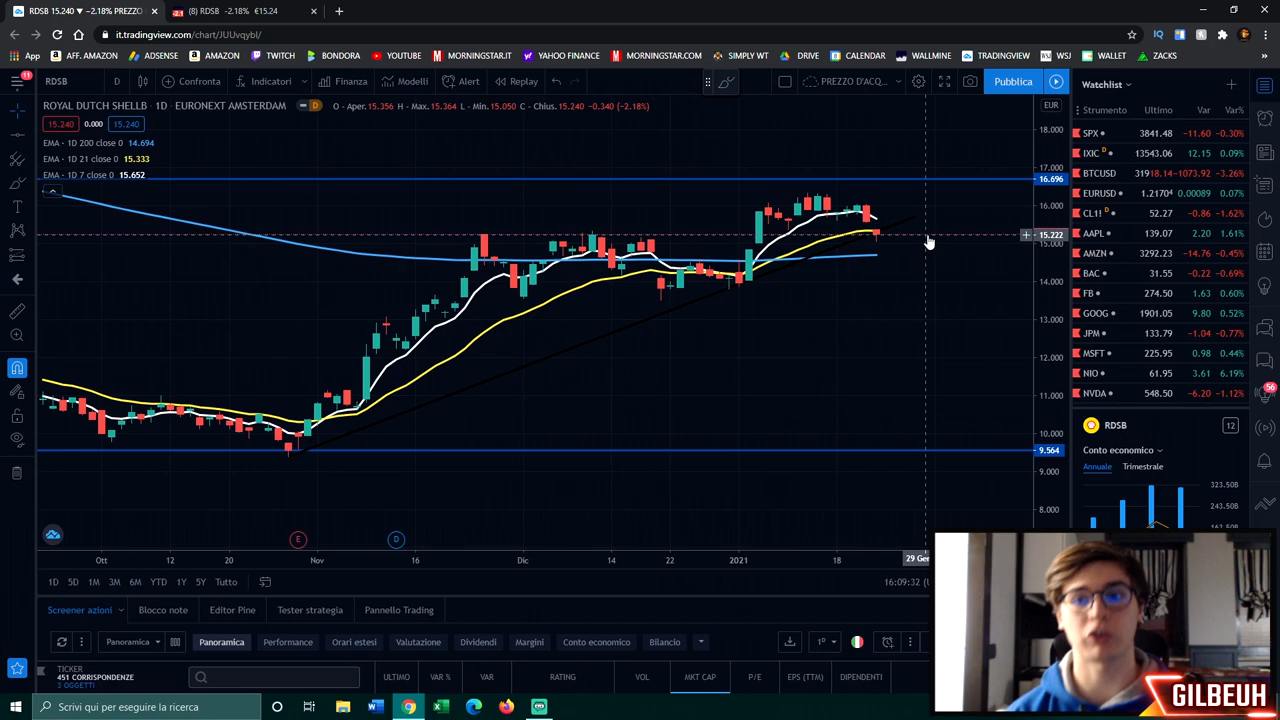 RDSB 15.240 ▼ −2.18% PREZZO
(8) RDSB -2.18% €15.24
it.tradingview.com/chart/JUUvqybl/
App AFF. AMAZON ADSENSE AMAZON TWITCH BONDORA YOUTUBE MORNINGSTAR.IT YAHOO FINANCE MORNINGSTAR.COM SIMPLY WT DRIVE CALENDAR WALLMINE TRADINGVIEW WSJ WALLET ZACKS
11 RDSB D Confronta Indicatori Finanza Modelli Alert Replay PREZZO D'ACQ... Pubblica
Watchlist
ROYAL DUTCH SHELLB · 1D · EURONEXT AMSTERDAM D O - Aper. 15.356 H - Max. 15.364 L - Min. 15.050 C - Chius. 15.240 −0.340 (−2.18%)
EUR
15.240 0.000 15.240
EMA · 1D 200 close 0 14.694
EMA · 1D 21 close 0 15.333
EMA · 1D 7 close 0 15.652
18.000
17.000
16.696
16.000
15.222
15.000
14.000
13.000
12.000
11.000
10.000
9.564
9.000
8.000
Strumento Ultimo Var Var%
SPX 3841.48 −11.60 −0.30%
IXIC D 13543.06 12.15 0.09%
BTCUSD 31918.14 −1073.92 −3.26%
EURUSD 1.21704 0.00089 0.07%
CL1! D 52.27 −0.86 −1.62%
AAPL 139.07 2.20 1.61%
AMZN 3292.23 −14.76 −0.45%
BAC 31.55 −0.22 −0.69%
FB 274.50 1.63 0.60%
GOOG 1901.05 9.80 0.52%
JPM 133.79 −1.04 −0.77%
MSFT 225.95 0.98 0.44%
NIO 61.95 3.61 6.19%
NVDA 548.50 −6.20 −1.12%
56
RDSB 12
Conto economico
Annuale Trimestrale
323.50B
242.50B
E D
Ott 12 20 Nov 16 Dic 14 22 2021 18 29 Gen
1D 5D 1M 3M 6M YTD 1Y 5Y Tutto
16:09:32 (U
Screener azioni Blocco note Editor Pine Tester strategia Pannello Trading
Panoramica Panoramica Performance Orari estesi Valutazione Dividendi Margini Conto economico Bilancio 1D
TICKER
451 CORRISPONDENZE
3 OGGETTI
ULTIMO VAR % VAR RATING VOL MKT CAP P/E EPS (TTM) DIPENDENTI
Scrivi qui per eseguire la ricerca
GILBEUH